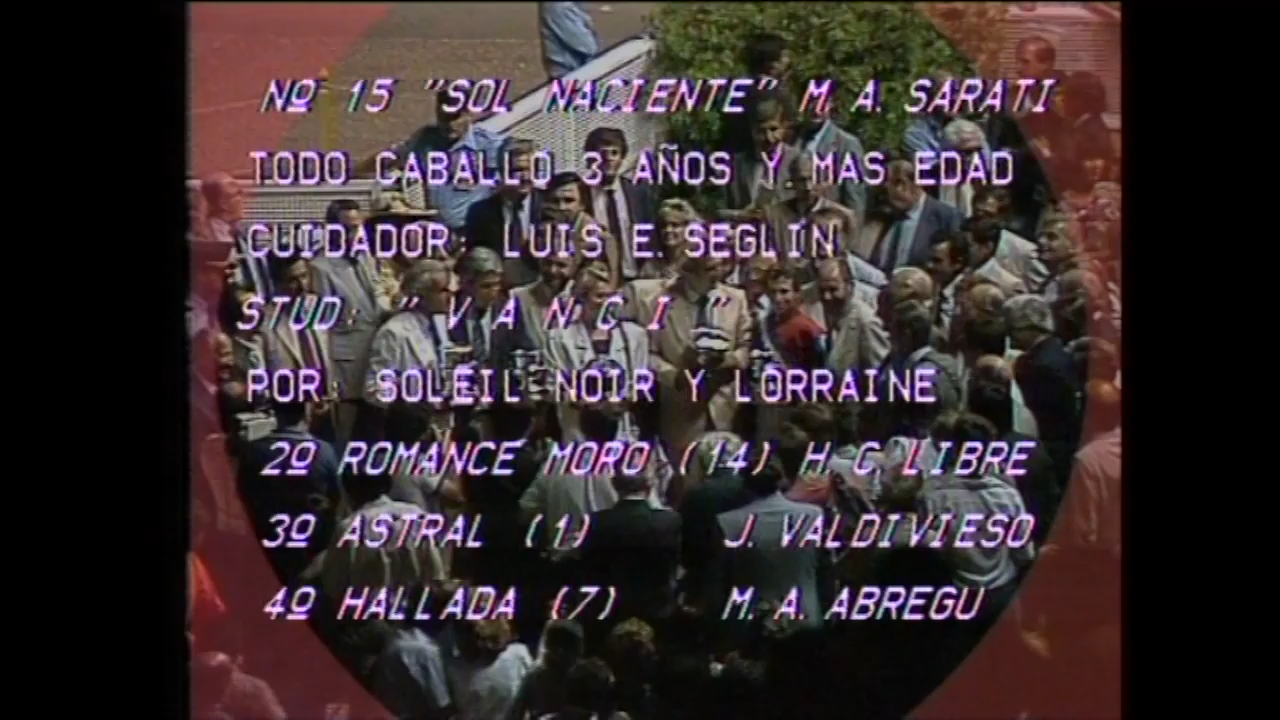 Nº 15 "SOL NACIENTE" M. A. SARATI
TODO CABALLO 3 AÑOS Y MAS EDAD
CUIDADOR: LUIS E. SEGLIN
STUD: " V A N C I "
POR: SOLEIL NOIR Y LORRAINE
2º ROMANCE MORO (14) H. C. LIBRE
3º ASTRAL (1) J. VALDIVIESO
4º HALLADA (7) M. A. ABREGU